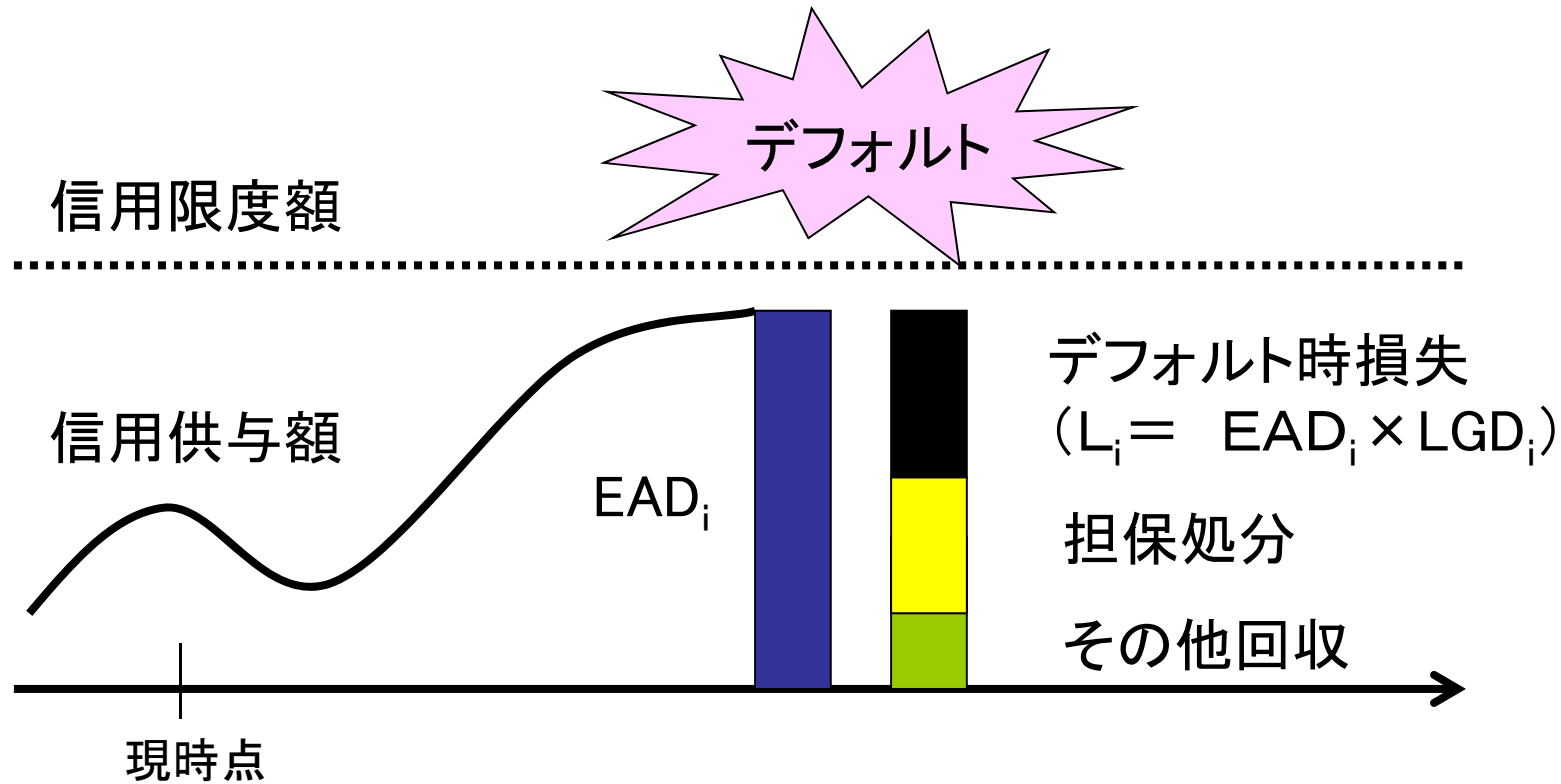 デフォルト
信用限度額
デフォルト時損失
（Lᵢ＝　EADᵢ×LGDᵢ）
信用供与額
EADᵢ
担保処分
その他回収
現時点